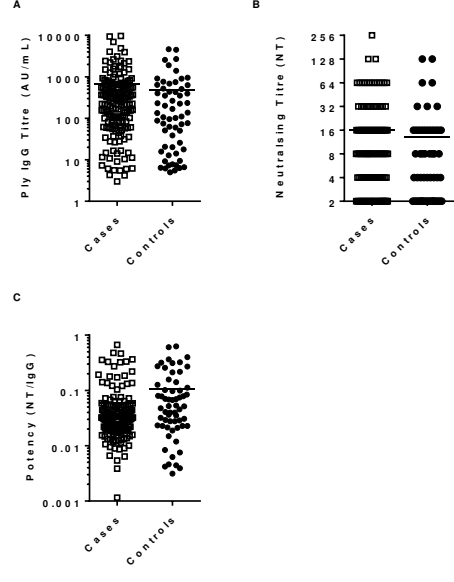 A
Ply IgG Titre (AU/mL)
10000
1000
100
10
1
Cases
Controls
B
Neutralsing Titre (NT)
256
128
64
32
16
8
4
2
Cases
Controls
C
Potency (NT/IgG)
1
0.1
0.01
0.001
Cases
Controls